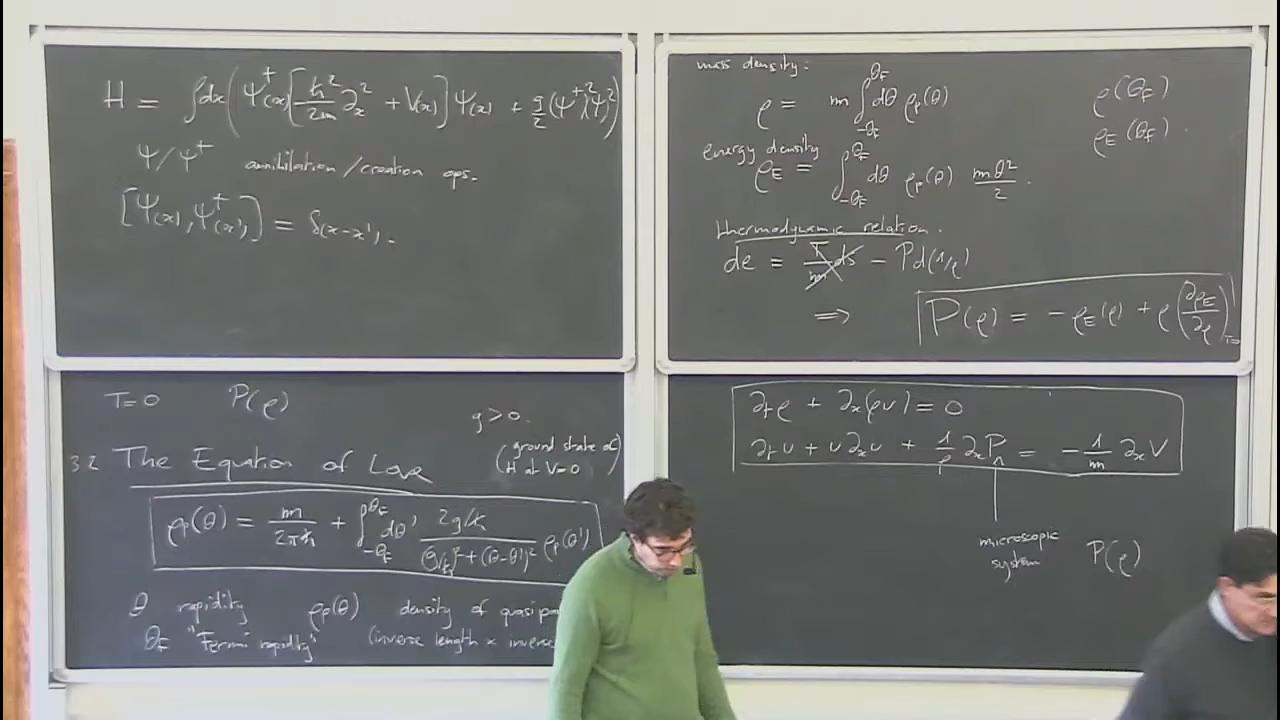 H = ∫dx(Ψ†(x)[ħ²/2m ∂ₓ² + V(x)]Ψ(x) + g/2 (Ψ†²)(Ψ²))
Ψ/Ψ† annihilation/creation ops.
[Ψ(x), Ψ†(x')] = δ(x-x').
T=0 P(ρ)
g > 0.
(ground state of
H at V=0)
3.2 The Equation of Love
ρₚ(θ) = m/2πħ + ∫_{-θF}^{θF} dθ' (2g/ħ)/((g/ħ)²+(θ-θ')²) ρₚ(θ')
θ rapidity ρₚ(θ) density of
θF "Fermi rapidity" (inverse length × inverse
mass density:
ρ = m∫_{-θF}^{θF} dθ ρₚ(θ)
ρ(θF)
ρE(θF).
energy density
ρE = ∫_{-θF}^{θF} dθ ρₚ(θ) mθ²/2.
thermodynamic relation.
de = T/m ds - Pd(1/ρ)
⟹ P(ρ) = -ρE(ρ) + ρ(∂ρE/∂ρ)_{T=0}
∂ₜρ + ∂ₓ(ρv) = 0
∂ₜv + v∂ₓv + 1/ρ ∂ₓP = -1/m ∂ₓV
microscopic
system P(ρ)